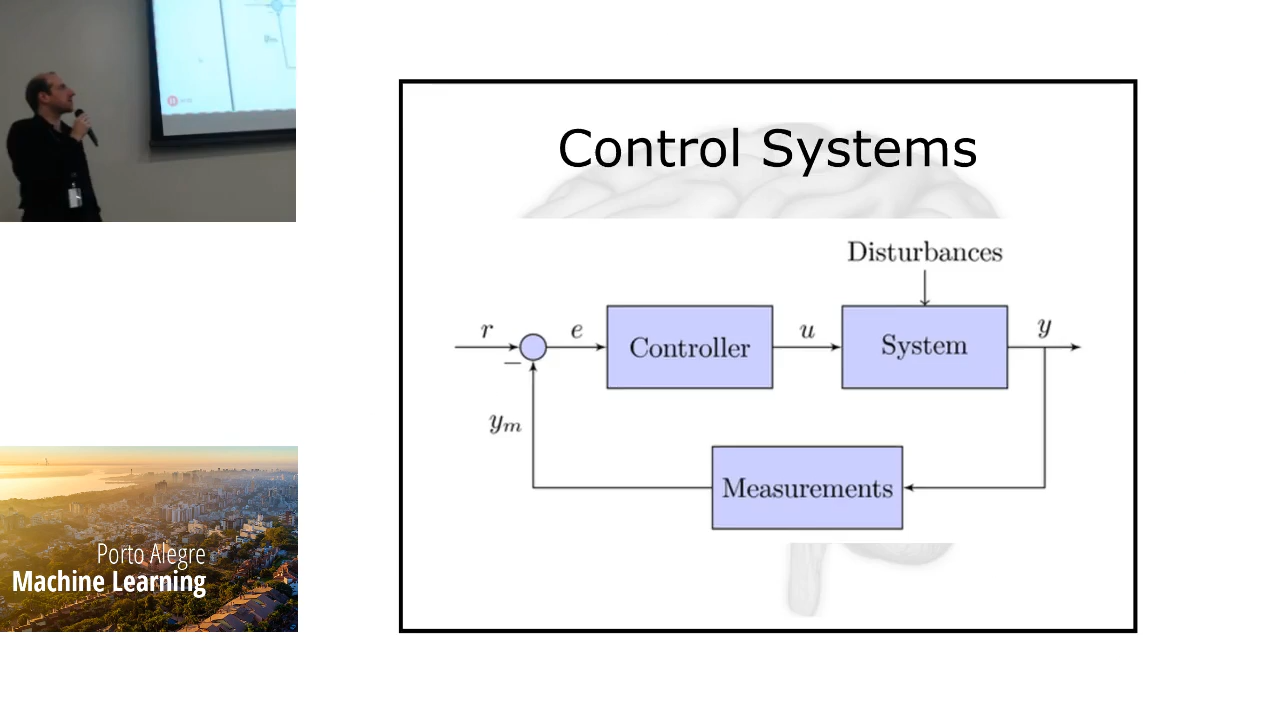 Control Systems
Disturbances
r
e
Controller
u
System
y
−
y_m
Measurements
Porto Alegre
Machine Learning